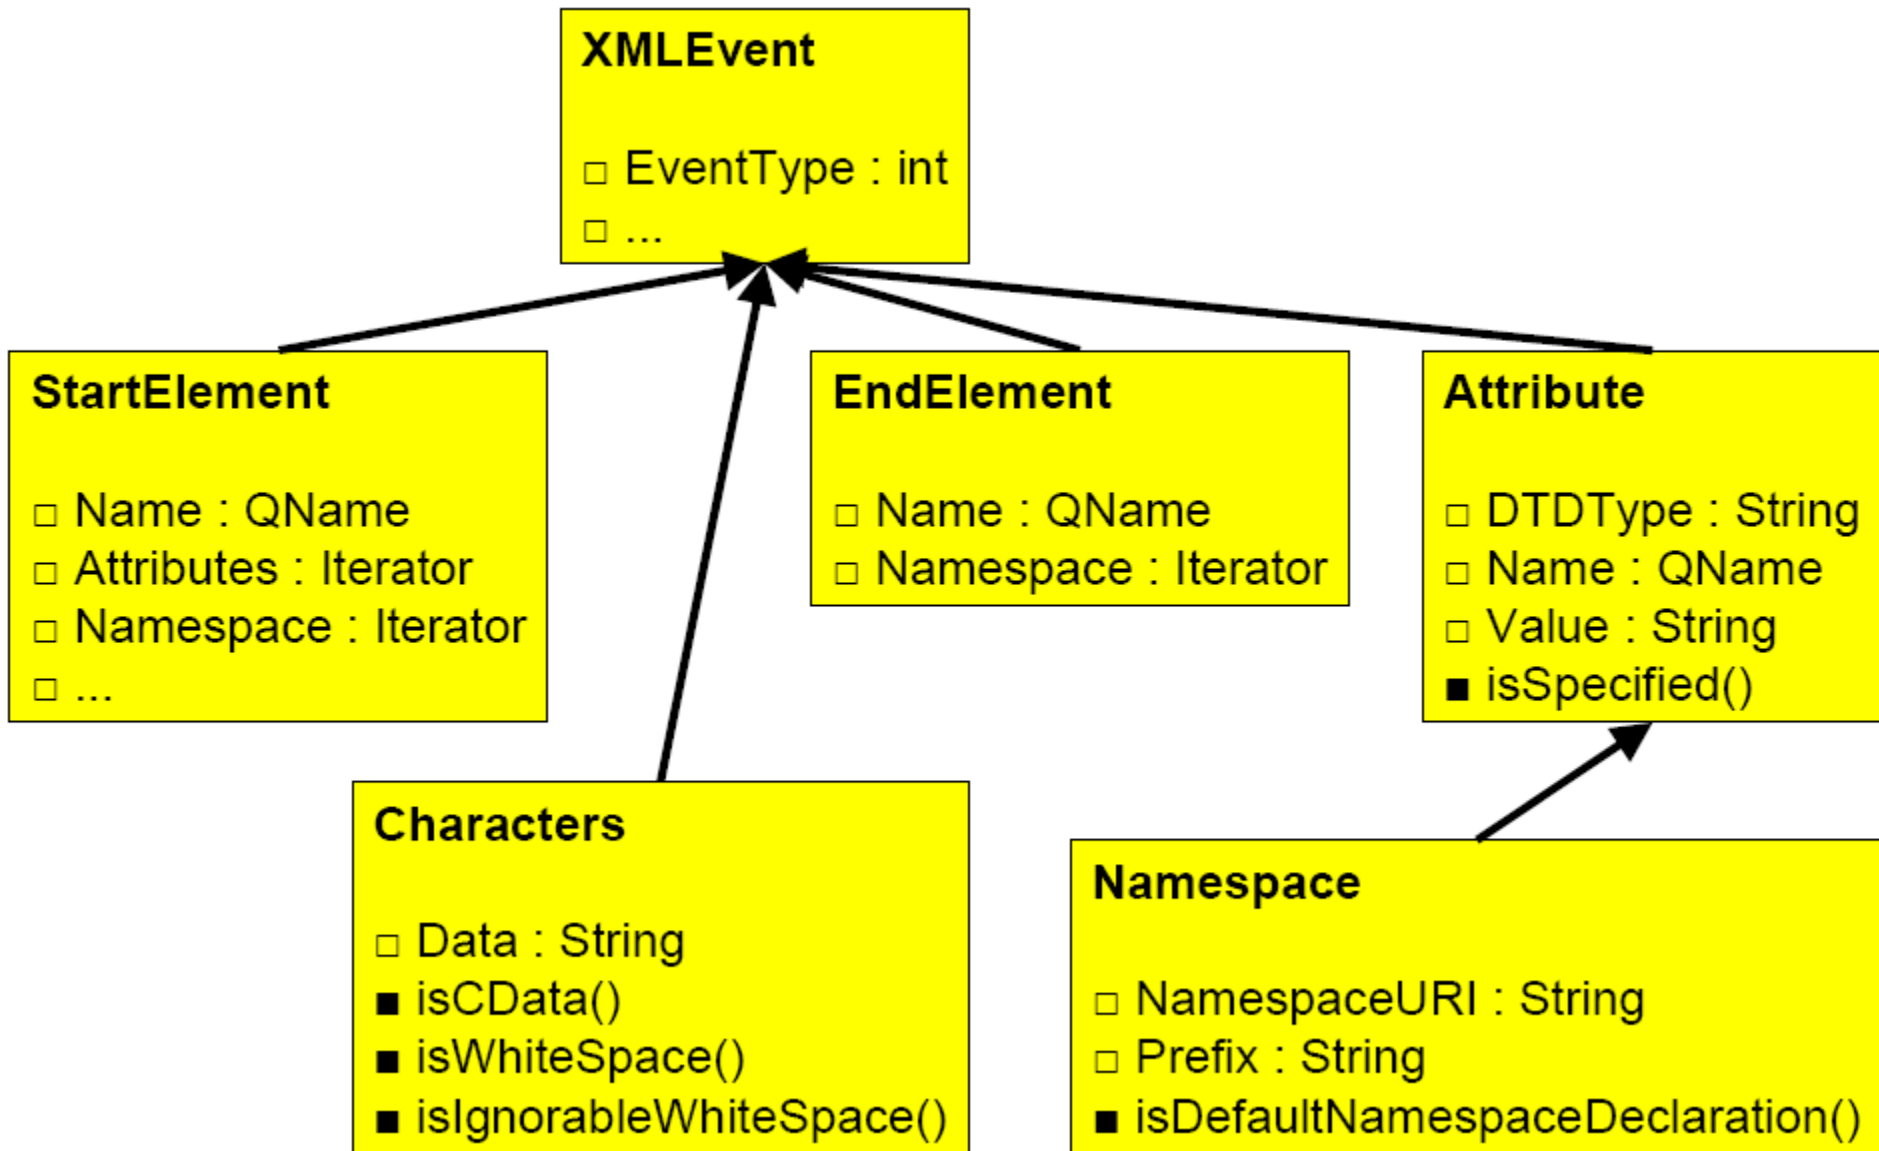 XMLEvent
□ EventType : int
□ ...
StartElement
□ Name : QName
□ Attributes : Iterator
□ Namespace : Iterator
□ ...
EndElement
□ Name : QName
□ Namespace : Iterator
Attribute
□ DTDType : String
□ Name : QName
□ Value : String
■ isSpecified()
Characters
□ Data : String
■ isCData()
■ isWhiteSpace()
■ isIgnorableWhiteSpace()
Namespace
□ NamespaceURI : String
□ Prefix : String
■ isDefaultNamespaceDeclaration()